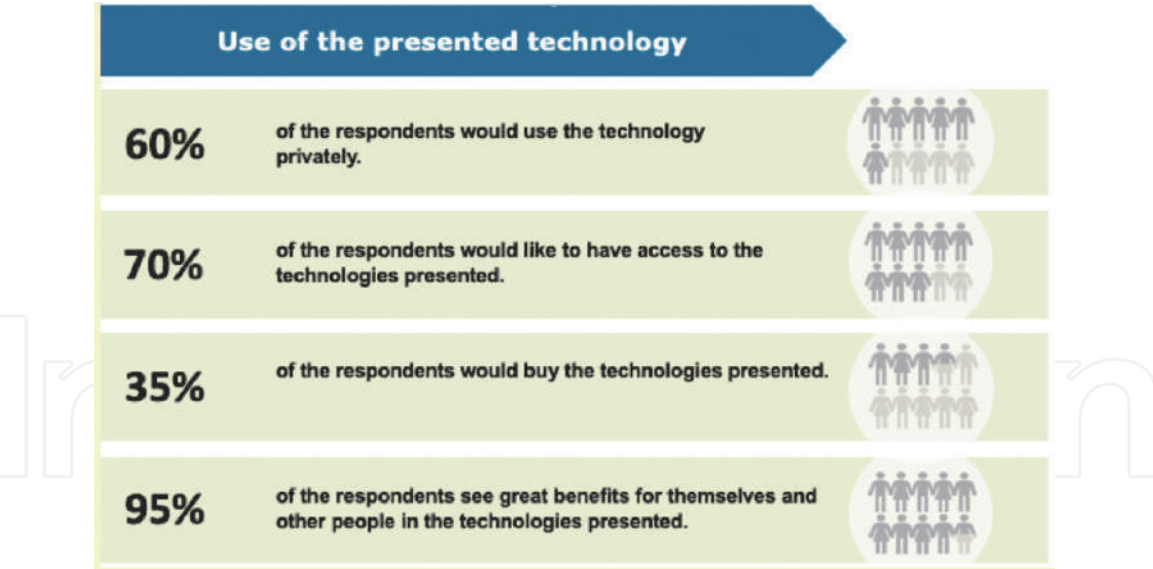 Use of the presented technology
60%
of the respondents would use the technology
privately.
70%
of the respondents would like to have access to the
technologies presented.
35%
of the respondents would buy the technologies presented.
95%
of the respondents see great benefits for themselves and
other people in the technologies presented.